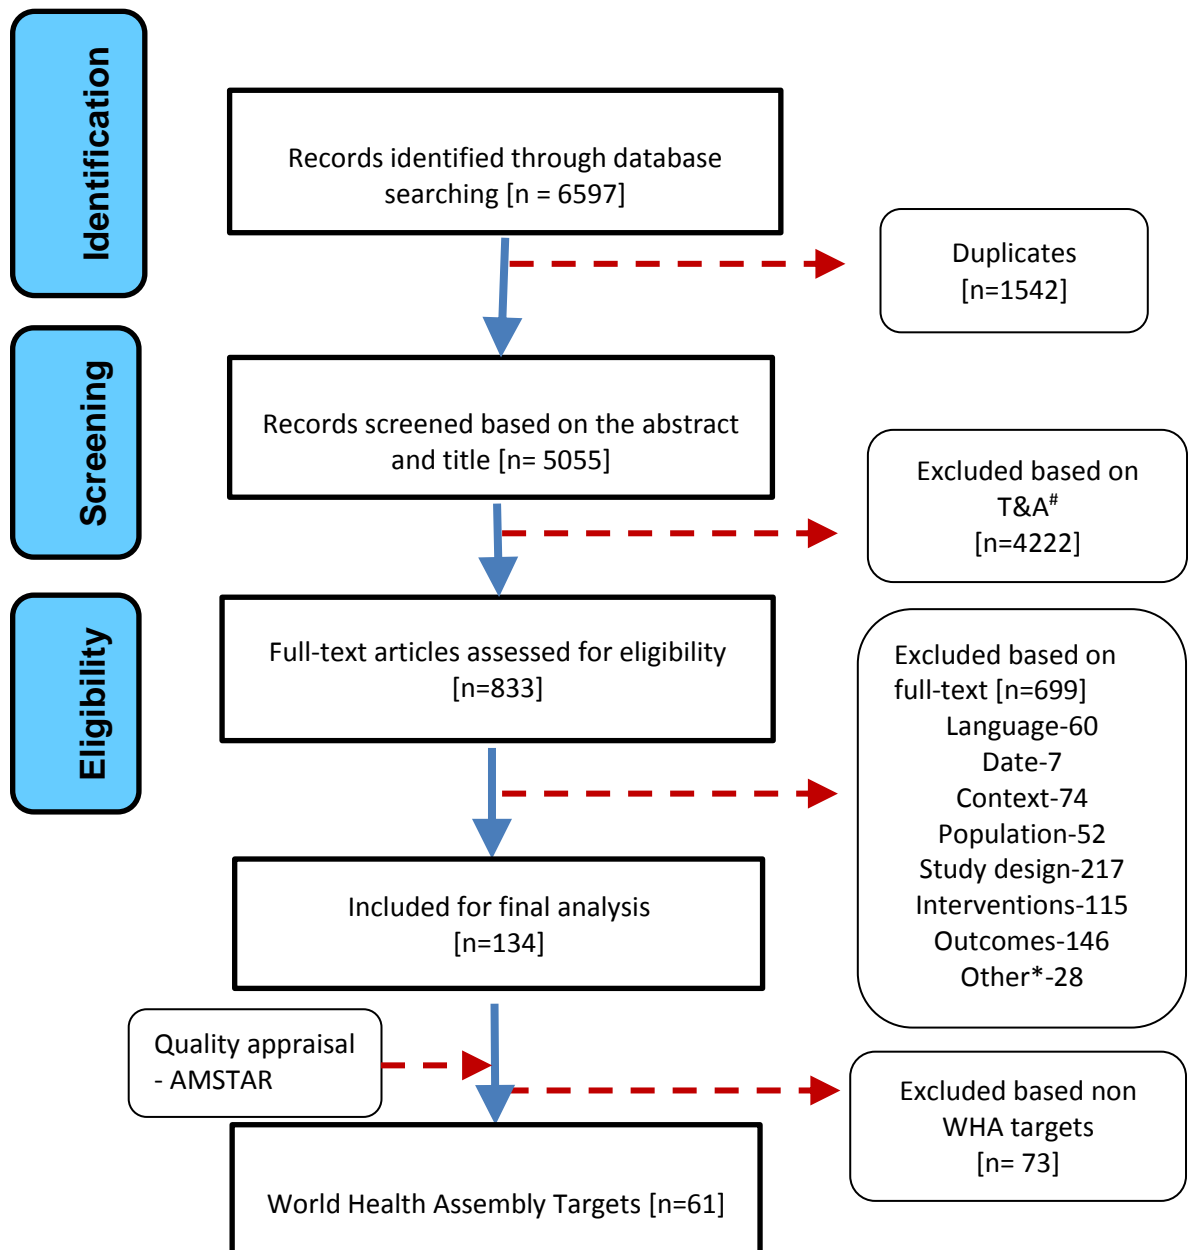 Identification
Records identified through database
searching [n = 6597]
Duplicates
[n=1542]
Screening
Records screened based on the abstract
and title [n= 5055]
Excluded based on
T&A#
[n=4222]
Eligibility
Full-text articles assessed for eligibility
[n=833]
Excluded based on
full-text [n=699]
Language-60
Date-7
Context-74
Population-52
Study design-217
Interventions-115
Outcomes-146
Other*-28
Included for final analysis
[n=134]
Quality appraisal
- AMSTAR
Excluded based non
WHA targets
[n= 73]
World Health Assembly Targets [n=61]